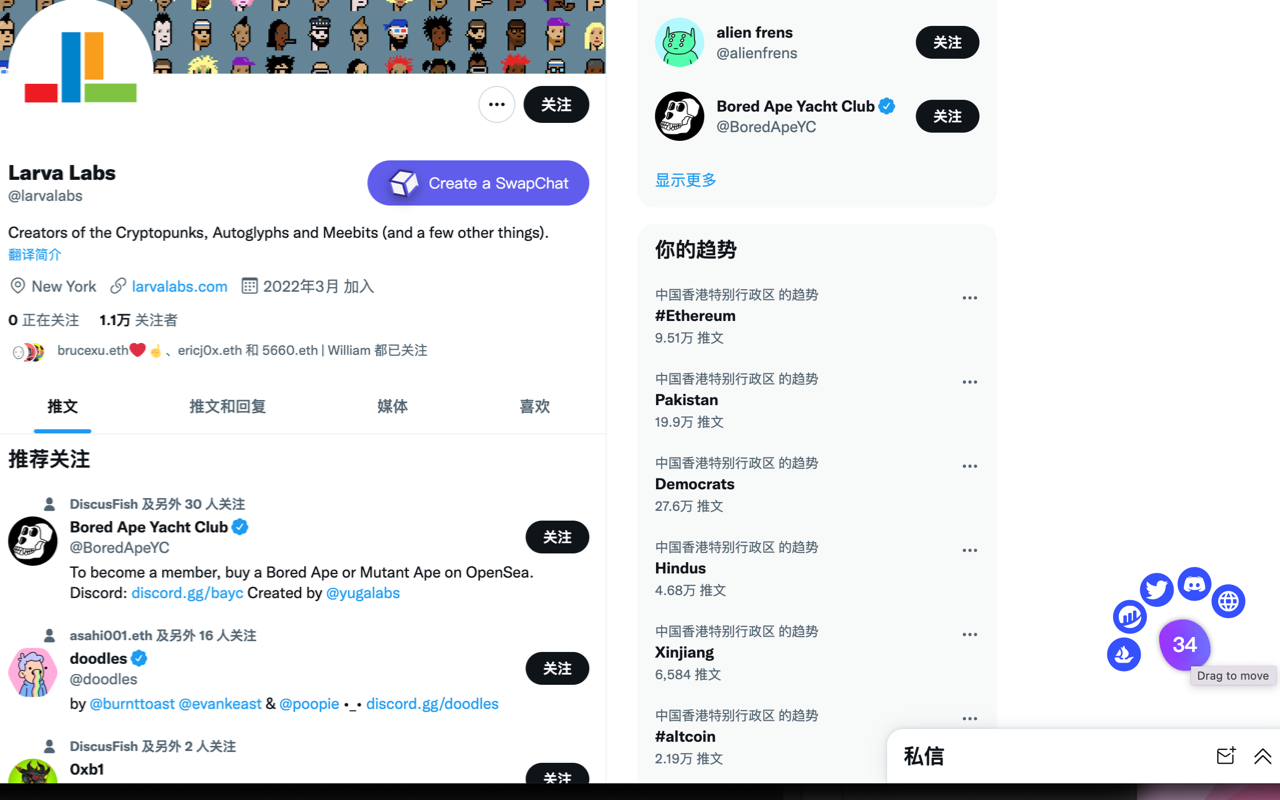 Larva Labs
@larvalabs
关注
Create a SwapChat
Creators of the Cryptopunks, Autoglyphs and Meebits (and a few other things).
翻译简介
New York larvalabs.com 2022年3月 加入
0 正在关注 1.1万 关注者
brucexu.eth❤️☝️、ericj0x.eth 和 5660.eth | William 都已关注
推文 推文和回复 媒体 喜欢
推荐关注
DiscusFish 及另外 30 人关注
Bored Ape Yacht Club
@BoredApeYC
关注
To become a member, buy a Bored Ape or Mutant Ape on OpenSea.
Discord: discord.gg/bayc Created by @yugalabs
asahi001.eth 及另外 16 人关注
doodles
@doodles
关注
by @burnttoast @evankeast & @poopie •_• discord.gg/doodles
DiscusFish 及另外 2 人关注
0xb1
关注
alien frens
@alienfrens
关注
Bored Ape Yacht Club
@BoredApeYC
关注
显示更多
你的趋势
中国香港特别行政区 的趋势
#Ethereum
9.51万 推文
中国香港特别行政区 的趋势
Pakistan
19.9万 推文
中国香港特别行政区 的趋势
Democrats
27.6万 推文
中国香港特别行政区 的趋势
Hindus
4.68万 推文
中国香港特别行政区 的趋势
Xinjiang
6,584 推文
中国香港特别行政区 的趋势
#altcoin
2.19万 推文
34
Drag to move
私信